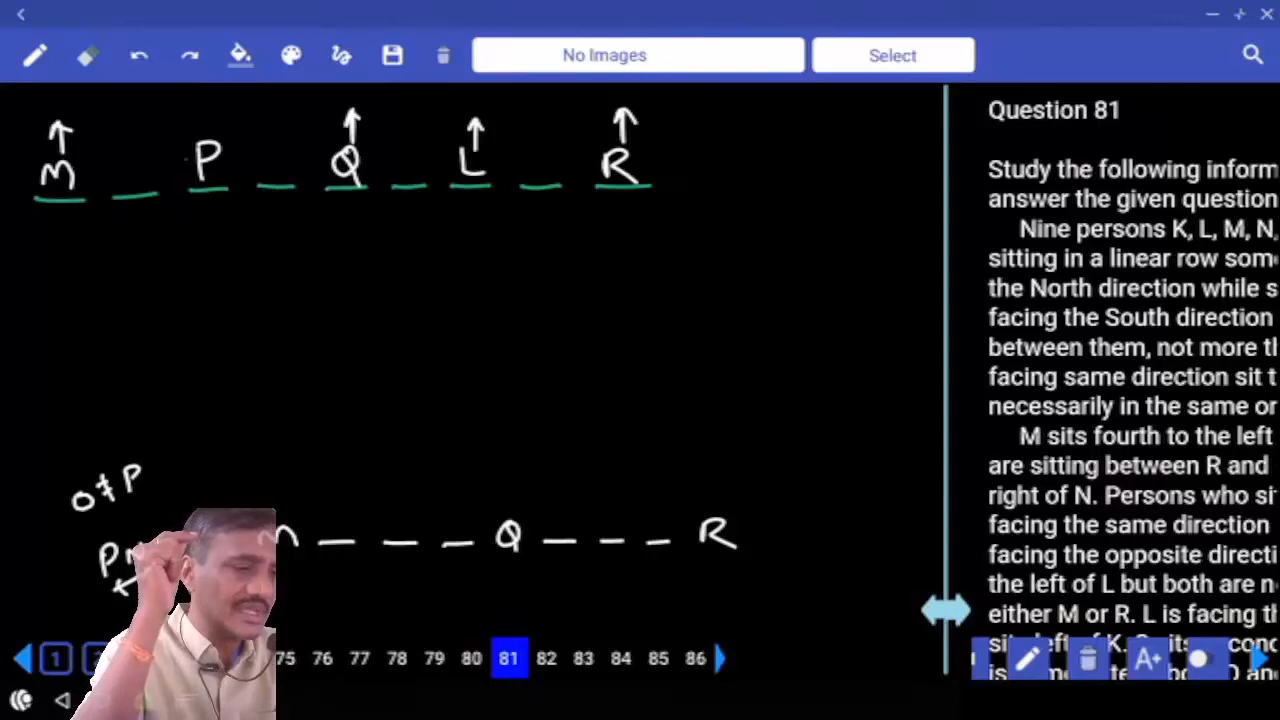 No Images
Select
M P Q L R
Question 81
Study the following inform
answer the given question
Nine persons K, L, M, N,
sitting in a linear row som
the North direction while s
facing the South direction
between them, not more th
facing same direction sit t
necessarily in the same or
M sits fourth to the left
are sitting between R and
right of N. Persons who si
facing the same direction
facing the opposite directi
the left of L but both are n
either M or R. L is facing th
left of K.
O ≠ P
M _ _ _ Q _ _ _ R
1
75 76 77 78 79 80 81 82 83 84 85 86
A+